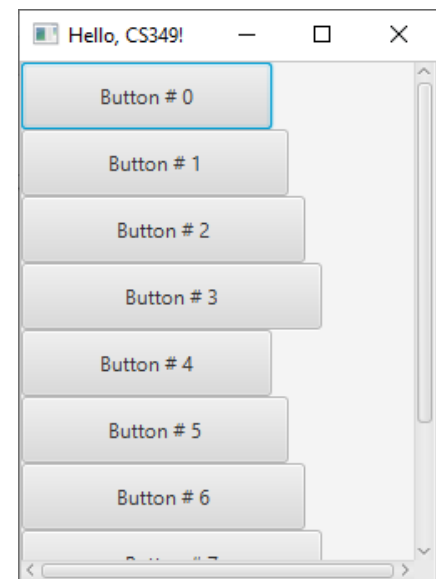 Hello, CS349!
Button # 0
Button # 1
Button # 2
Button # 3
Button # 4
Button # 5
Button # 6